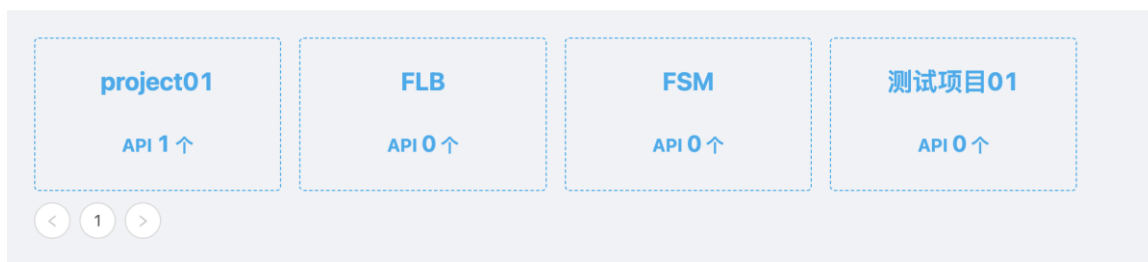 project01
API 1 个
FLB
API 0 个
FSM
API 0 个
测试项目01
API 0 个
< 1 >